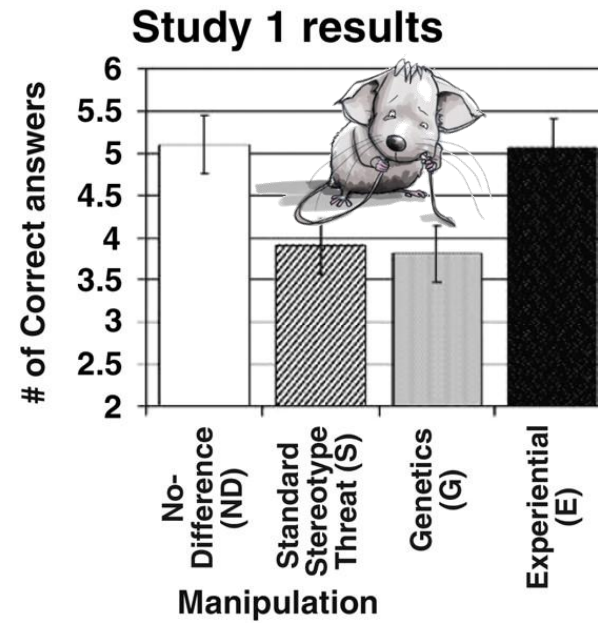 Study 1 results
# of Correct answers
6
5.5
5
4.5
4
3.5
3
2.5
2
No-
Difference
(ND)
Standard
Stereotype
Threat (S)
Genetics
(G)
Experiential
(E)
Manipulation